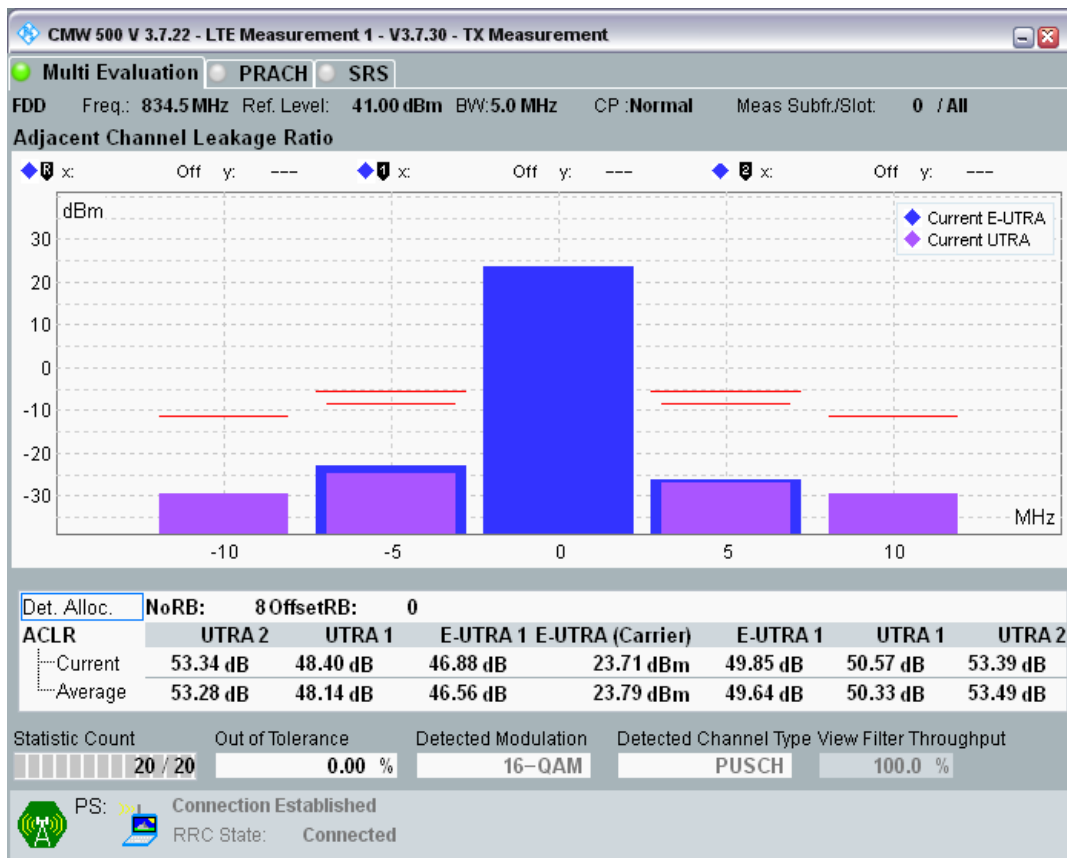 CMW 500 V 3.7.22 - LTE Measurement 1 - V3.7.30 - TX Measurement
Multi Evaluation PRACH SRS
FDD Freq.: 834.5 MHz Ref. Level: 41.00 dBm BW:5.0 MHz CP :Normal Meas Subfr./Slot: 0 / All
Adjacent Channel Leakage Ratio
R x: Off y: --- 1 x: Off y: --- 2 x: Off y: ---
dBm
Current E-UTRA
Current UTRA
30
20
10
0
-10
-20
-30
MHz
-10 -5 0 5 10
Det. Alloc. NoRB: 8 OffsetRB: 0
ACLR UTRA 2 UTRA 1 E-UTRA 1 E-UTRA (Carrier) E-UTRA 1 UTRA 1 UTRA 2
Current 53.34 dB 48.40 dB 46.88 dB 23.71 dBm 49.85 dB 50.57 dB 53.39 dB
Average 53.28 dB 48.14 dB 46.56 dB 23.79 dBm 49.64 dB 50.33 dB 53.49 dB
Statistic Count Out of Tolerance Detected Modulation Detected Channel Type View Filter Throughput
20 / 20 0.00 % 16-QAM PUSCH 100.0 %
PS: Connection Established
RRC State: Connected